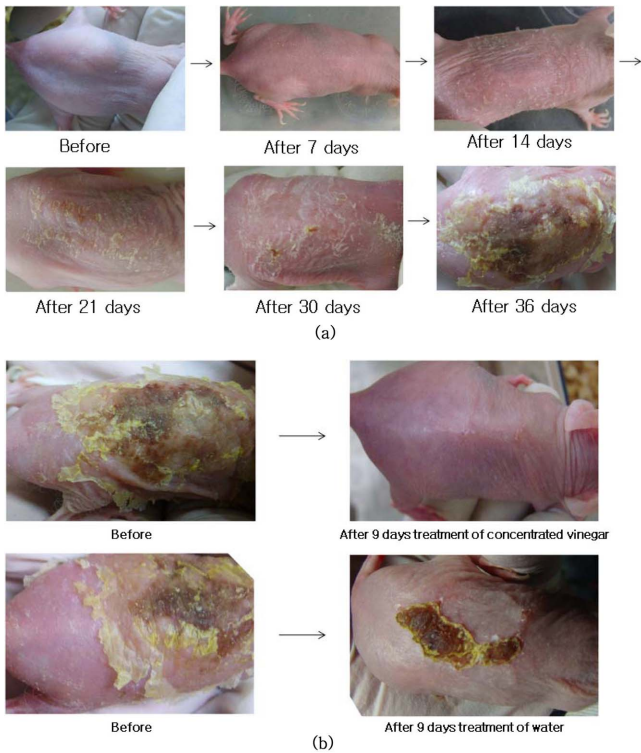 Before
After 7 days
After 14 days
After 21 days
After 30 days
After 36 days
(a)
Before
After 9 days treatment of concentrated vinegar
Before
After 9 days treatment of water
(b)